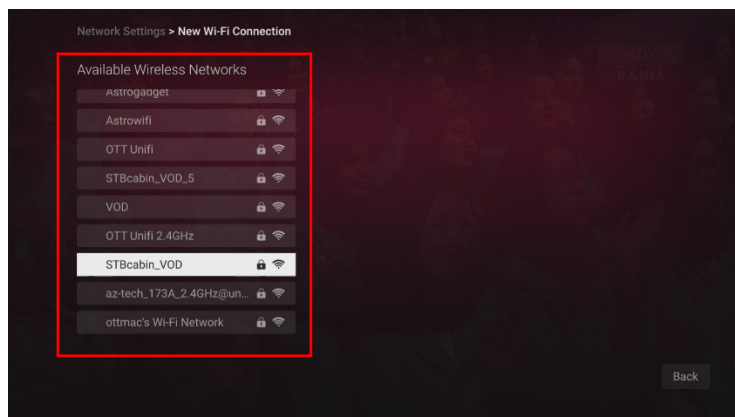 Network Settings > New Wi-Fi Connection
Available Wireless Networks
Astrogadget
Astrowifi
OTT Unifi
STBcabin_VOD_5
VOD
OTT Unifi 2.4GHz
STBcabin_VOD
az-tech_173A_2.4GHz@un...
ottmac's Wi-Fi Network
RANIA
Back